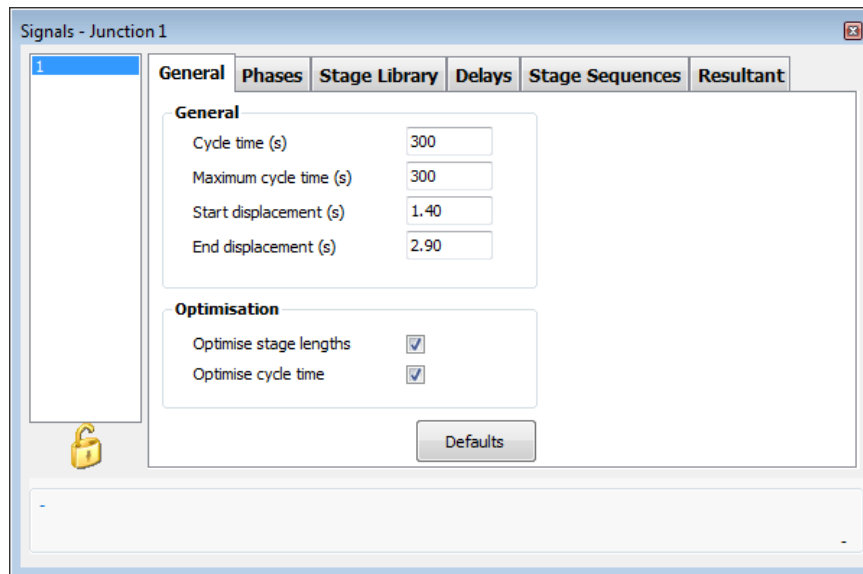 Signals - Junction 1
1
General Phases Stage Library Delays Stage Sequences Resultant
General
Cycle time (s) 300
Maximum cycle time (s) 300
Start displacement (s) 1.40
End displacement (s) 2.90
Optimisation
Optimise stage lengths
Optimise cycle time
Defaults
-
-